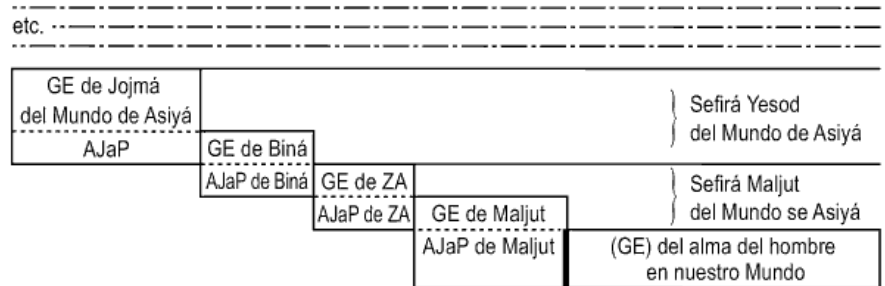 etc.
GE de Jojmá
del Mundo de Asiyá
AJaP
GE de Biná
Sefirá Yesod
del Mundo de Asiyá
AJaP de Biná
GE de ZA
AJaP de ZA
GE de Maljut
Sefirá Maljut
del Mundo se Asiyá
AJaP de Maljut
(GE) del alma del hombre
en nuestro Mundo